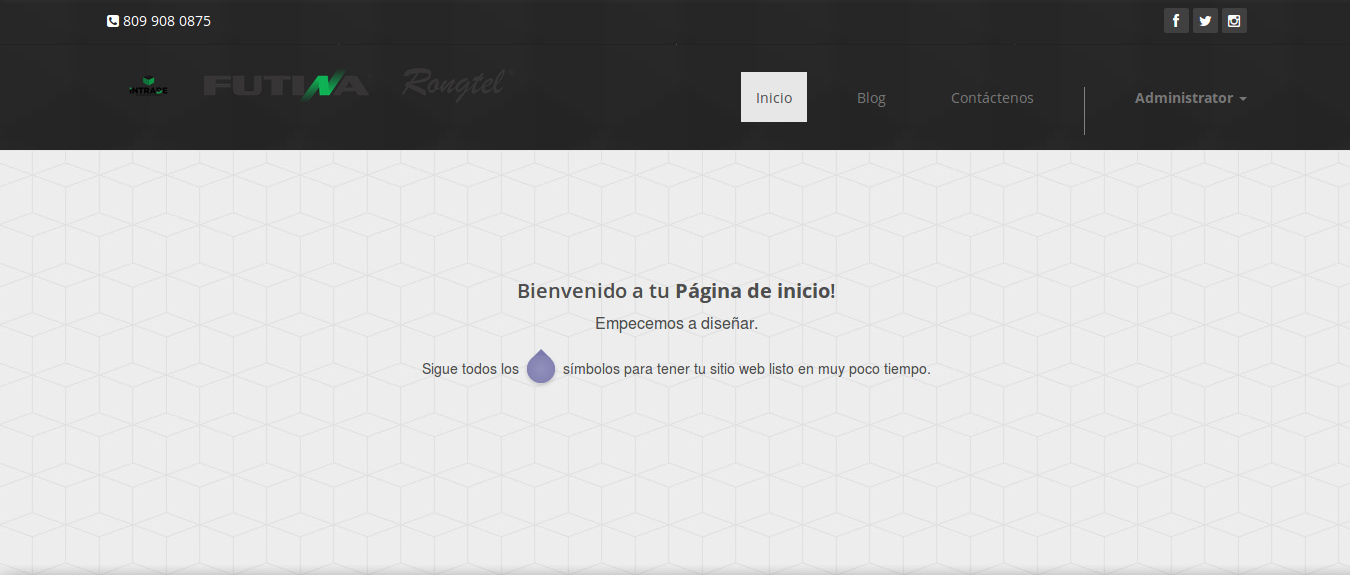 809 908 0875
INTRADE
FUTINA
Rongtel
Inicio
Blog
Contáctenos
Administrator
Bienvenido a tu Página de inicio!
Empecemos a diseñar.
Sigue todos los símbolos para tener tu sitio web listo en muy poco tiempo.